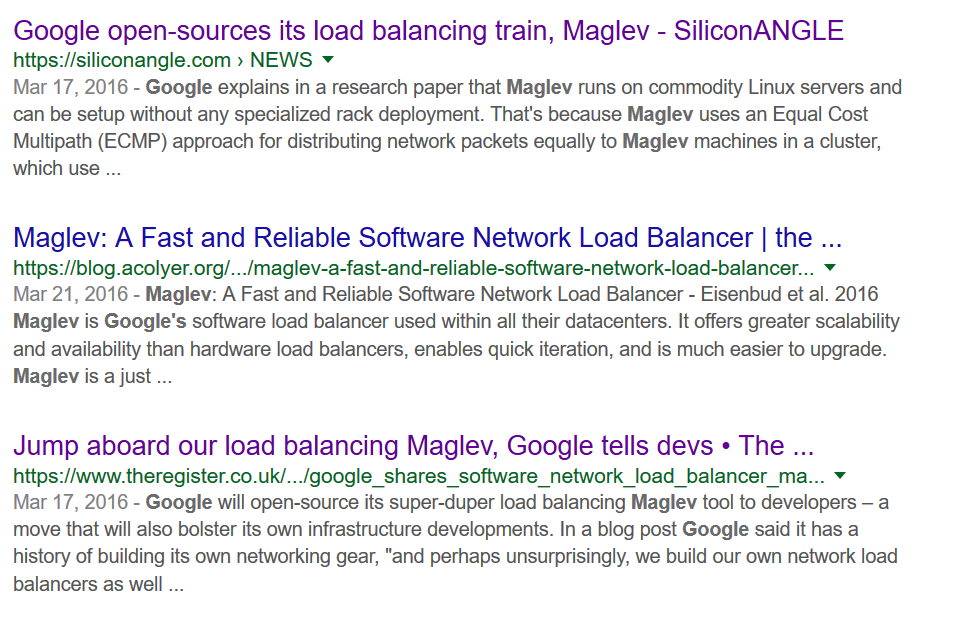 Google open-sources its load balancing train, Maglev - SiliconANGLE
https://siliconangle.com › NEWS
Mar 17, 2016 - Google explains in a research paper that Maglev runs on commodity Linux servers and
can be setup without any specialized rack deployment. That's because Maglev uses an Equal Cost
Multipath (ECMP) approach for distributing network packets equally to Maglev machines in a cluster,
which use ...
Maglev: A Fast and Reliable Software Network Load Balancer | the ...
https://blog.acolyer.org/.../maglev-a-fast-and-reliable-software-network-load-balancer...
Mar 21, 2016 - Maglev: A Fast and Reliable Software Network Load Balancer - Eisenbud et al. 2016
Maglev is Google's software load balancer used within all their datacenters. It offers greater scalability
and availability than hardware load balancers, enables quick iteration, and is much easier to upgrade.
Maglev is a just ...
Jump aboard our load balancing Maglev, Google tells devs • The ...
https://www.theregister.co.uk/.../google_shares_software_network_load_balancer_ma...
Mar 17, 2016 - Google will open-source its super-duper load balancing Maglev tool to developers – a
move that will also bolster its own infrastructure developments. In a blog post Google said it has a
history of building its own networking gear, "and perhaps unsurprisingly, we build our own network load
balancers as well ...